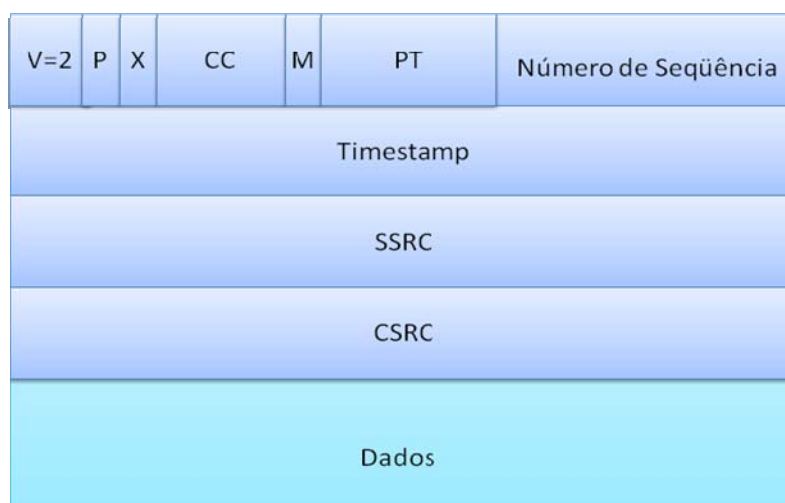 V=2 P X CC M PT Número de Seqüência
Timestamp
SSRC
CSRC
Dados